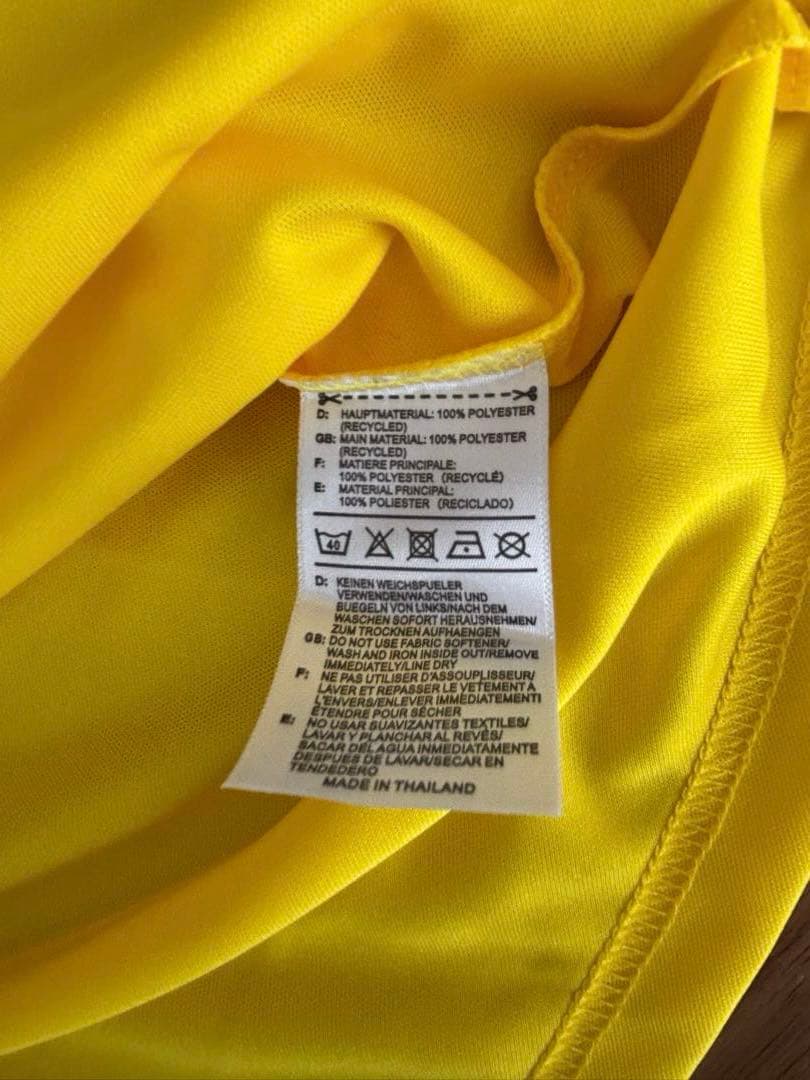 D: HAUPTMATERIAL: 100% POLYESTER
(RECYCLED)
GB: MAIN MATERIAL: 100% POLYESTER
(RECYCLED)
F: MATIERE PRINCIPALE:
100% POLYESTER (RECYCLÉ)
E: MATERIAL PRINCIPAL:
100% POLIESTER (RECICLADO)
40
D: KEINEN WEICHSPUELER
VERWENDEN/WASCHEN UND
BUEGELN VON LINKS/NACH DEM
WASCHEN SOFORT HERAUSNEHMEN/
ZUM TROCKNEN AUFHAENGEN
GB: DO NOT USE FABRIC SOFTENER/
WASH AND IRON INSIDE OUT/REMOVE
IMMEDIATELY/LINE DRY
F: NE PAS UTILISER D'ASSOUPLISSEUR/
LAVER ET REPASSER LE VETEMENT A
L'ENVERS/ENLEVER IMMEDIATEMENTI
ÉTENDRE POUR SÉCHER
E: NO USAR SUAVIZANTES TEXTILES/
LAVAR Y PLANCHAR AL REVÉS/
SACAR DEL AGUA INMEDIATAMENTE
DESPUÉS DE LAVAR/SECAR EN
TENDEDERO
MADE IN THAILAND